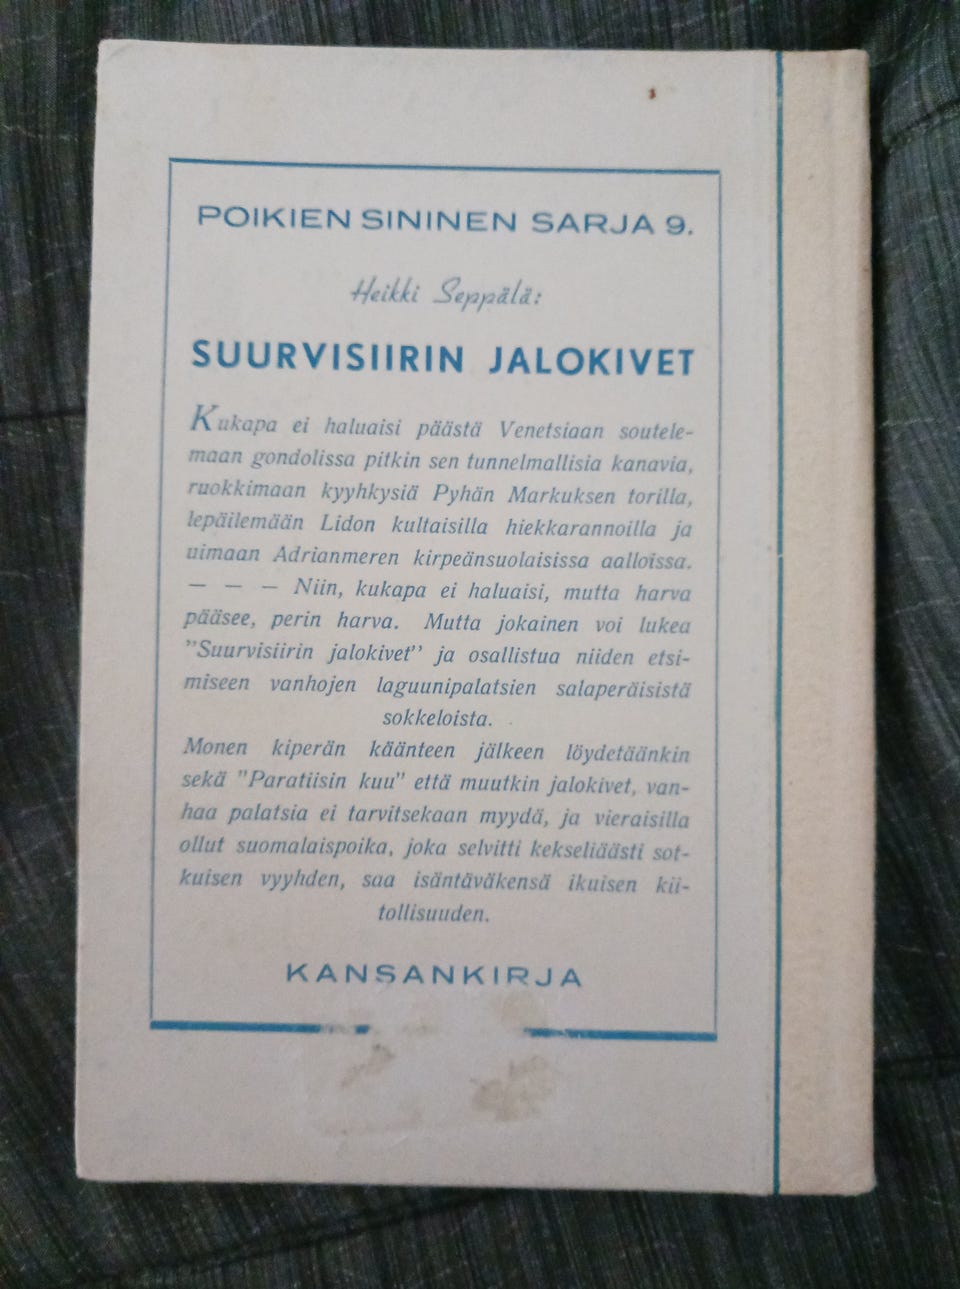 POIKIEN SININEN SARJA 9.
Heikki Seppälä:
SUURVISIIRIN JALOKIVET
Kukapa ei haluaisi päästä Venetsiaan soutele-
maan gondolissa pitkin sen tunnelmallisia kanavia,
ruokkimaan kyyhkysiä Pyhän Markuksen torilla,
lepäilemään Lidon kultaisilla hiekkarannoilla ja
uimaan Adrianmeren kirpeänsuolaisissa aalloissa.
— — — Niin, kukapa ei haluaisi, mutta harva
pääsee, perin harva. Mutta jokainen voi lukea
"Suurvisiirin jalokivet" ja osallistua niiden etsi-
miseen vanhojen laguunipalatsien salaperäisistä
sokkeloista.
Monen kiperän käänteen jälkeen löydetäänkin
sekä "Paratiisin kuu" että muutkin jalokivet, van-
haa palatsia ei tarvitsekaan myydä, ja vieraisilla
ollut suomalaispoika, joka selvitti kekseliäästi sot-
kuisen vyyhden, saa isäntäväkensä ikuisen kii-
tollisuuden.
KANSANKIRJA